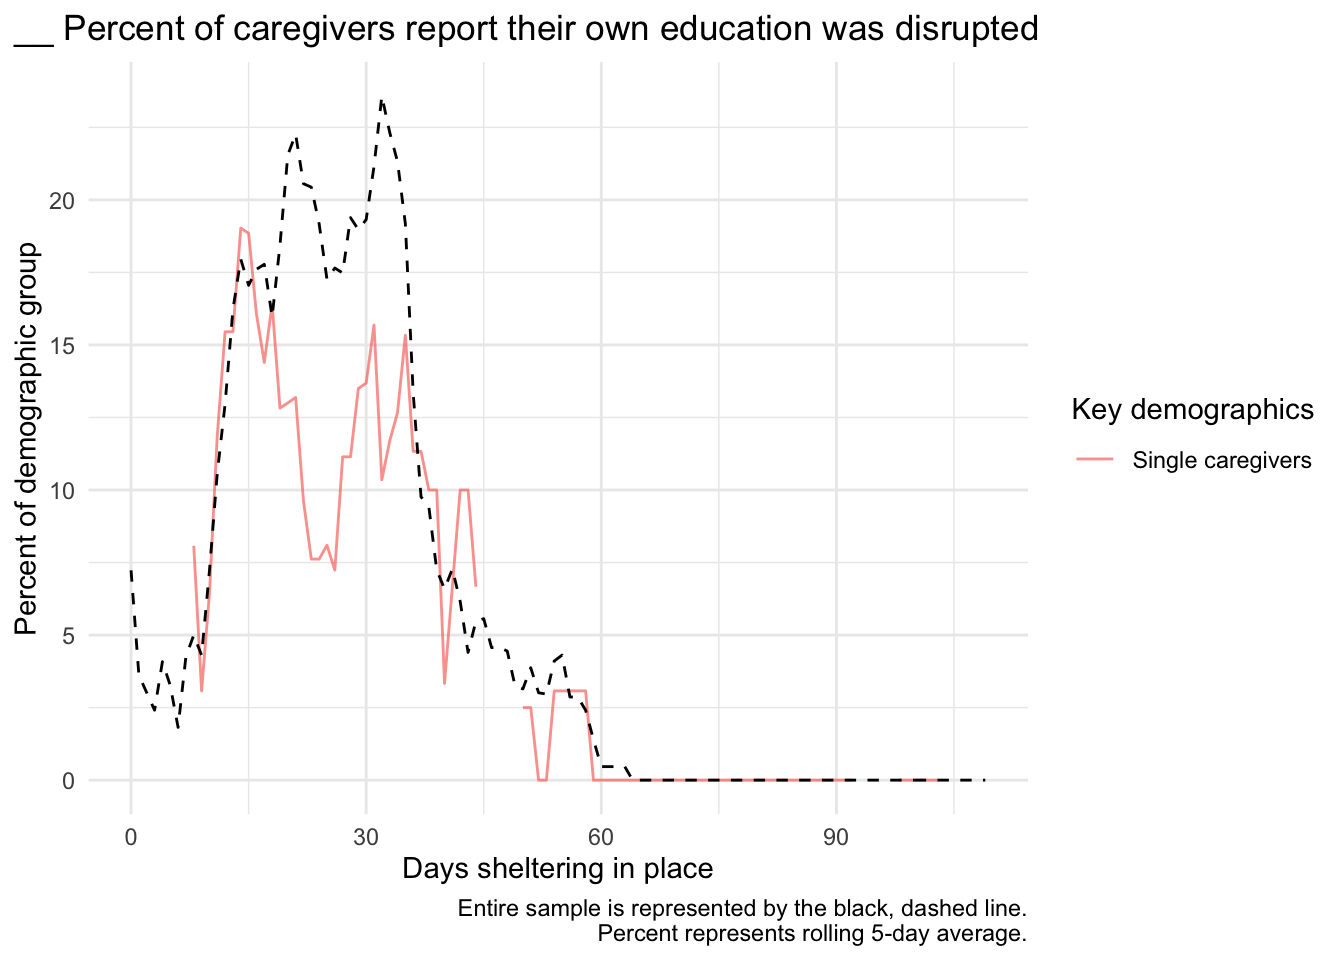 __ Percent of caregivers report their own education was disrupted
Percent of demographic group
20
15
10
5
0
0 30 60 90
Days sheltering in place
Key demographics
Single caregivers
Entire sample is represented by the black, dashed line.
Percent represents rolling 5-day average.